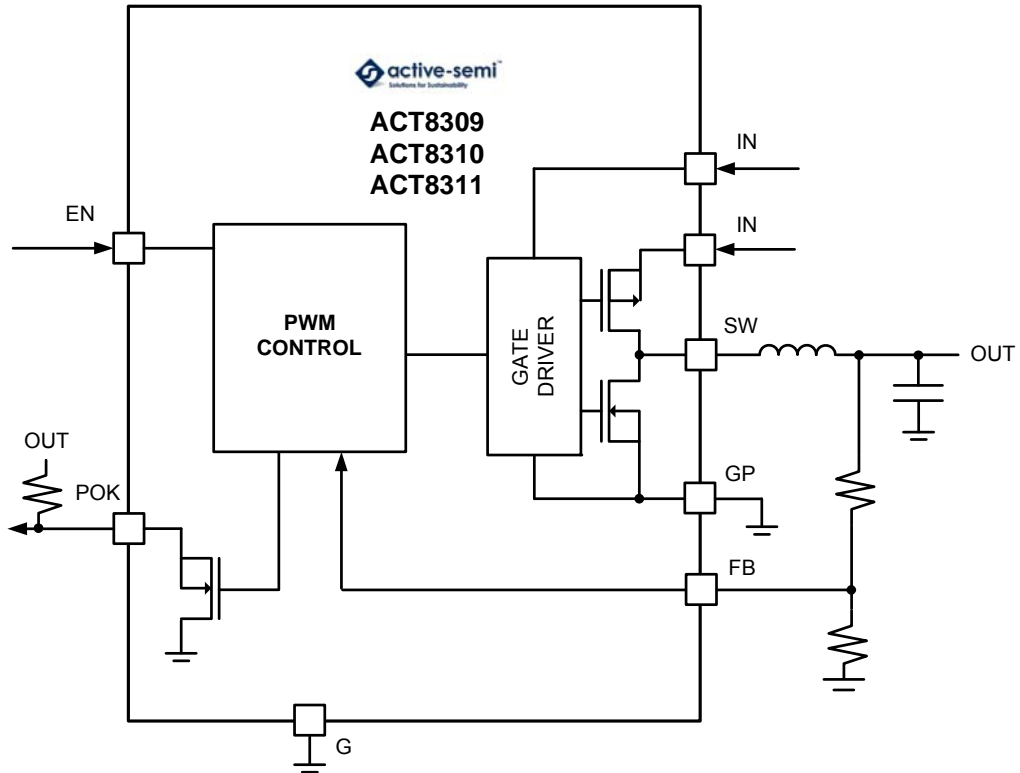 active-semi™
Solutions for Sustainability
ACT8309
ACT8310
ACT8311
IN
EN
IN
PWM
CONTROL
GATE
DRIVER
SW
OUT
OUT
POK
GP
FB
G